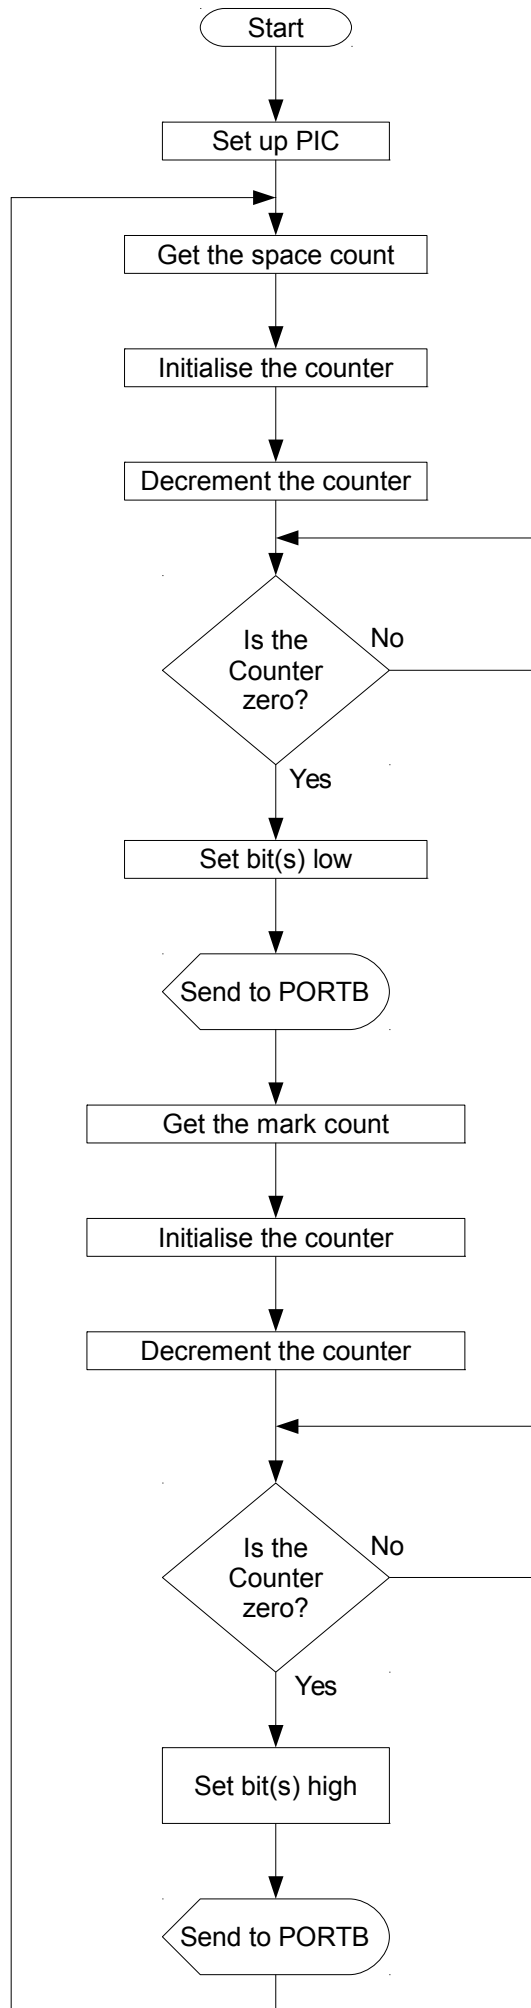 Start
Set up PIC
Get the space count
Initialise the counter
Decrement the counter
Is the
Counter
zero?
No
Yes
Set bit(s) low
Send to PORTB
Get the mark count
Initialise the counter
Decrement the counter
Is the
Counter
zero?
No
Yes
Set bit(s) high
Send to PORTB